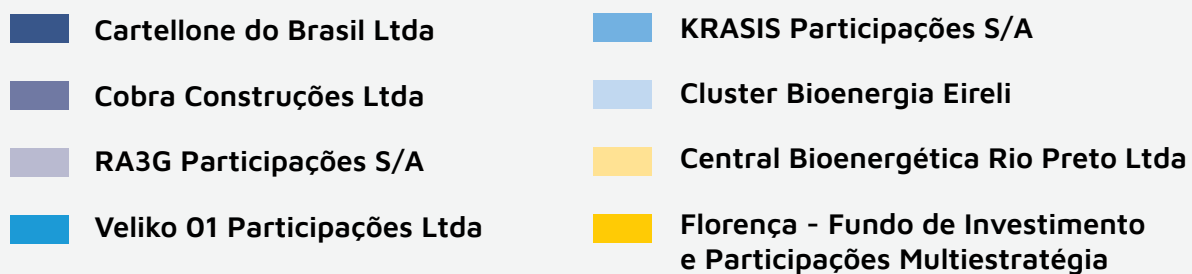 Cartellone do Brasil Ltda
Cobra Construções Ltda
RA3G Participações S/A
Veliko 01 Participações Ltda
KRASIS Participações S/A
Cluster Bioenergia Eireli
Central Bioenergética Rio Preto Ltda
Florença - Fundo de Investimento
e Participações Multiestratégia